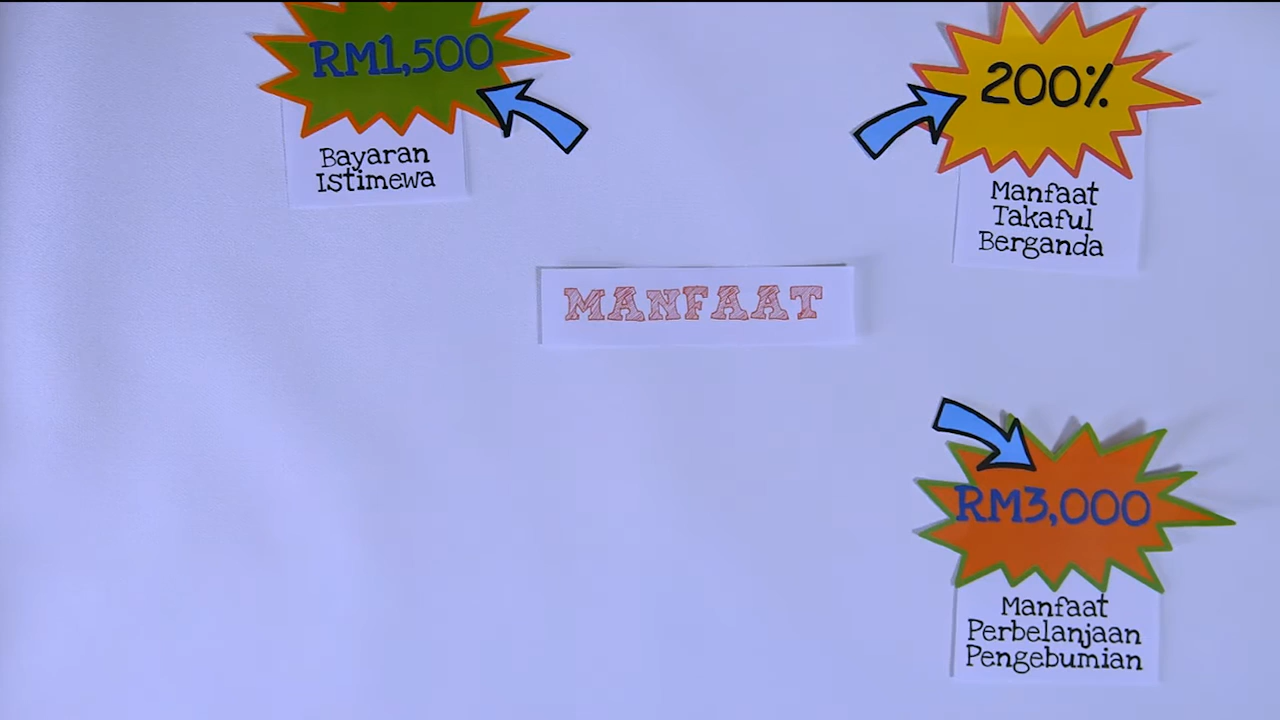 RM1,500
Bayaran
Istimewa
200%
Manfaat
Takaful
Berganda
MANFAAT
RM3,000
Manfaat
Perbelanjaan
Pengebumian